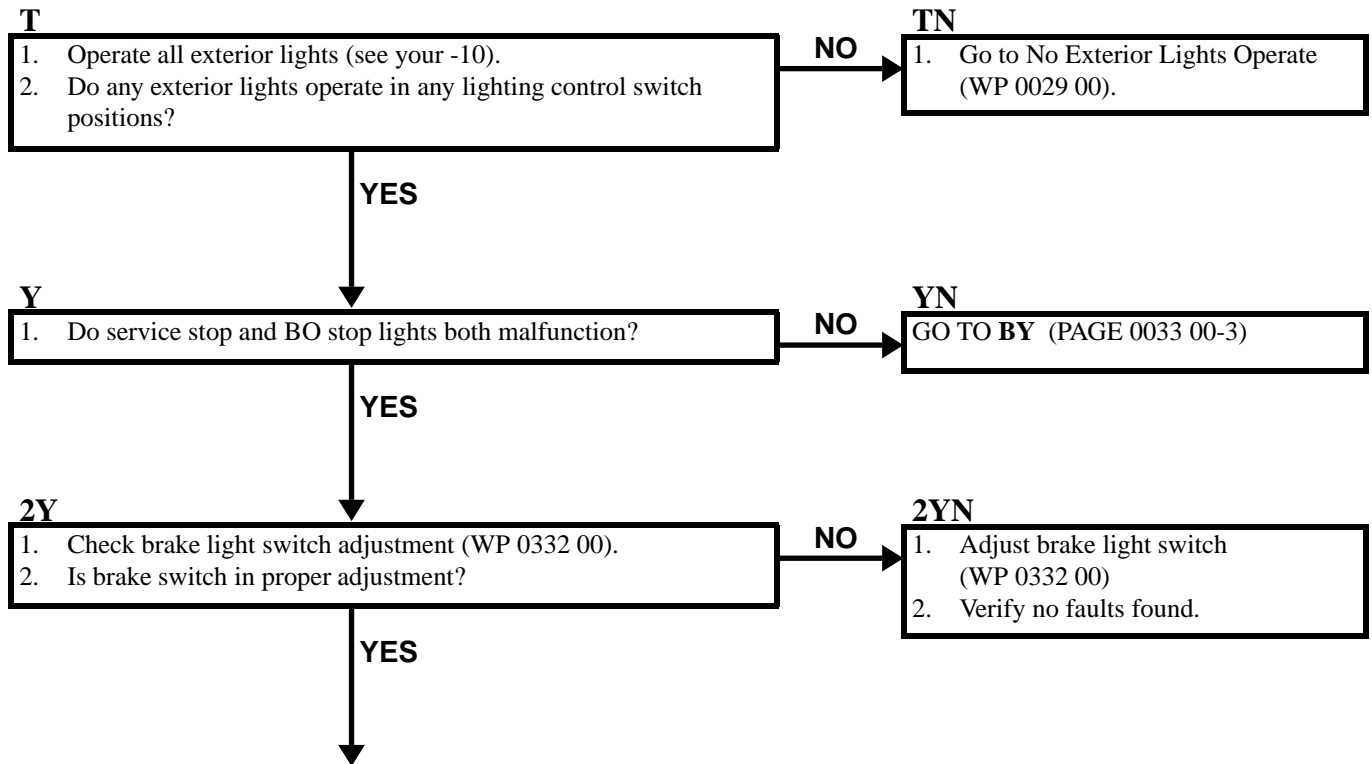 T
1. Operate all exterior lights (see your -10).
2. Do any exterior lights operate in any lighting control switch
positions?
NO
TN
1. Go to No Exterior Lights Operate
(WP 0029 00).
YES
Y
1. Do service stop and BO stop lights both malfunction?
NO
YN
GO TO BY (PAGE 0033 00-3)
YES
2Y
1. Check brake light switch adjustment (WP 0332 00).
2. Is brake switch in proper adjustment?
NO
2YN
1. Adjust brake light switch
(WP 0332 00)
2. Verify no faults found.
YES